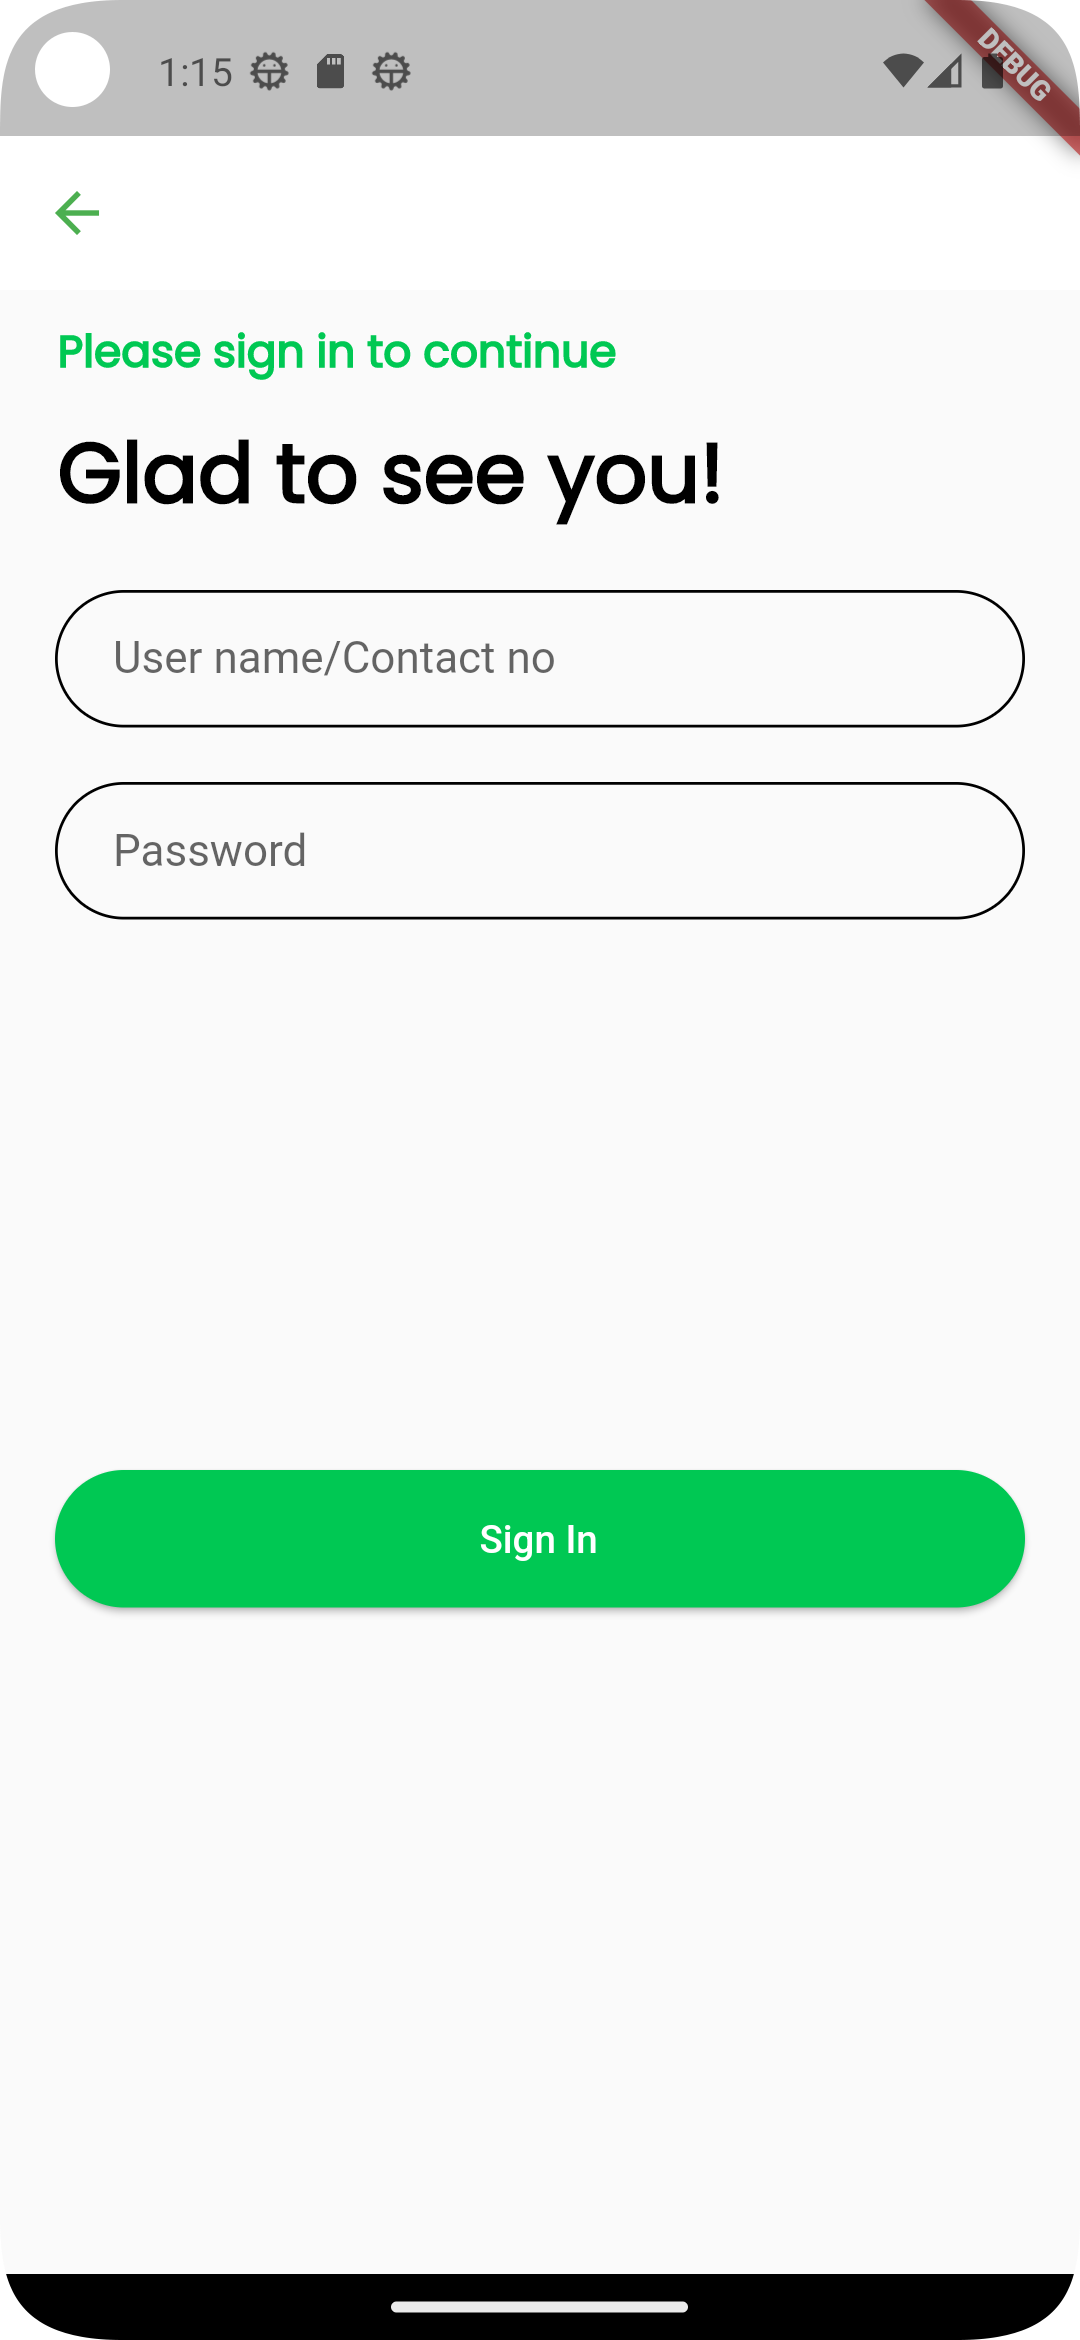 1:15
DEBUG
Please sign in to continue
Glad to see you!
User name/Contact no
Password
Sign In